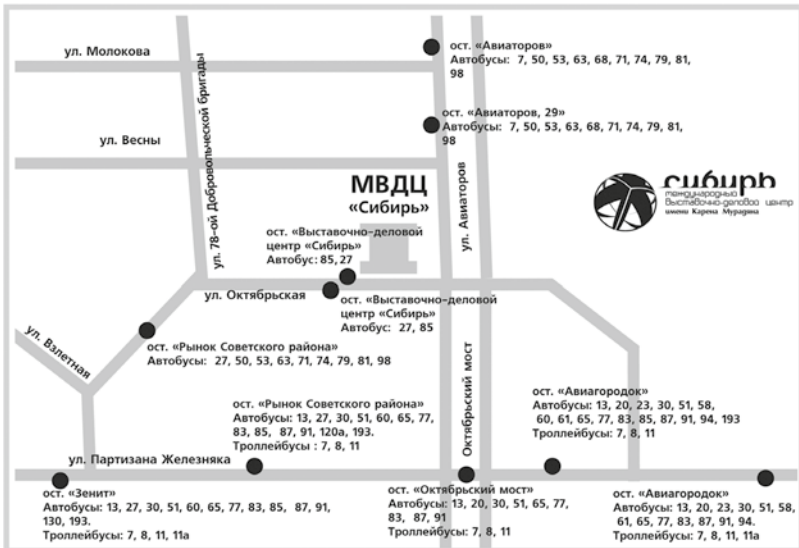 ул. Молокова
ост. «Авиаторов»
Автобусы: 7, 50, 53, 63, 68, 71, 74, 79, 81,
98
ул. 78-ой Добровольческой бригады
ост. «Авиаторов, 29»
Автобусы: 7, 50, 53, 63, 68, 71, 74, 79, 81,
98
ул. Весны
ул. Авиаторов
МВДЦ
«Сибирь»
сибирь
международный
выставочно-деловой центр
имени Карена Мурадяна
ост. «Выставочно-деловой
центр «Сибирь»
Автобус: 85, 27
ул. Октябрьская
ост. «Выставочно-деловой
центр «Сибирь»
Автобус: 27, 85
ул. Взлетная
ост. «Рынок Советского района»
Автобусы: 27, 50, 53, 63, 71, 74, 79, 81, 98
Октябрьский мост
ост. «Рынок Советского района»
Автобусы: 13, 27, 30, 51, 60, 65, 77,
83, 85, 87, 91, 120а, 193.
Троллейбусы : 7, 8, 11
ост. «Авиагородок»
Автобусы: 13, 20, 23, 30, 51, 58,
60, 61, 65, 77, 83, 85, 87, 91, 94, 193
Троллейбусы: 7, 8, 11
ул. Партизана Железняка
ост. «Зенит»
Автобусы: 13, 27, 30, 51, 60, 65, 77, 83, 85, 87, 91,
130, 193.
Троллейбусы: 7, 8, 11, 11а
ост. «Октябрьский мост»
Автобусы: 13, 20, 30, 51, 65, 77,
83, 87, 91
Троллейбусы: 7, 8, 11
ост. «Авиагородок»
Автобусы: 13, 20, 23, 30, 51, 58,
61, 65, 77, 83, 87, 91, 94.
Троллейбусы: 7, 8, 11, 11а